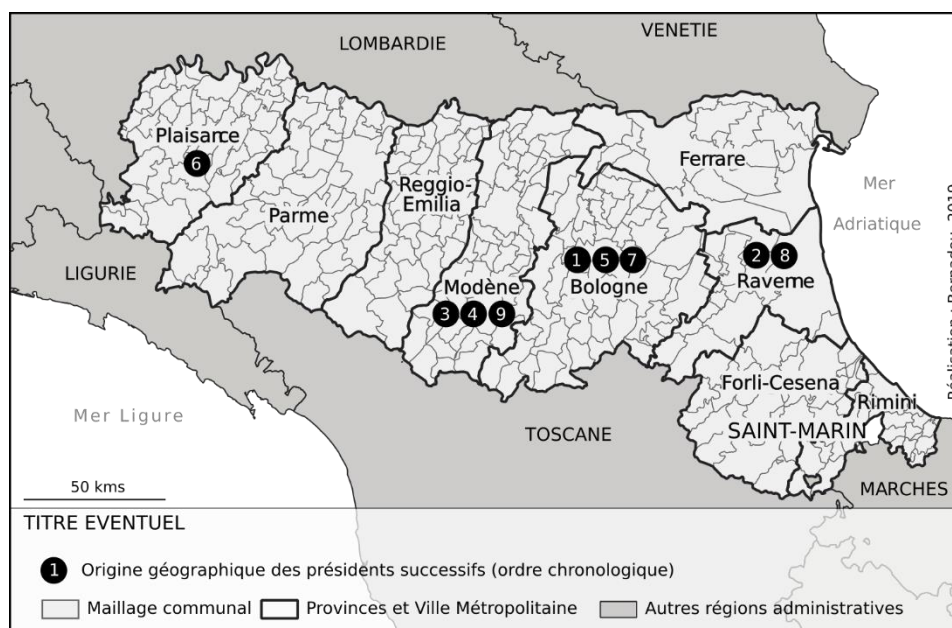 LOMBARDIE
VENETIE
Plaisance
6
Ferrare
Reggio-
Emilia
Mer
Adriatique
Parme
LIGURIE
1 5 7
2 8
Modène
Bologne
Ravenne
3 4 9
Forli-Cesena
Rimini
Mer Ligure
TOSCANE
SAINT-MARIN
50 kms
MARCHES
TITRE EVENTUEL
1 Origine géographique des présidents successifs (ordre chronologique)
Maillage communal
Provinces et Ville Métropolitaine
Autres régions administratives